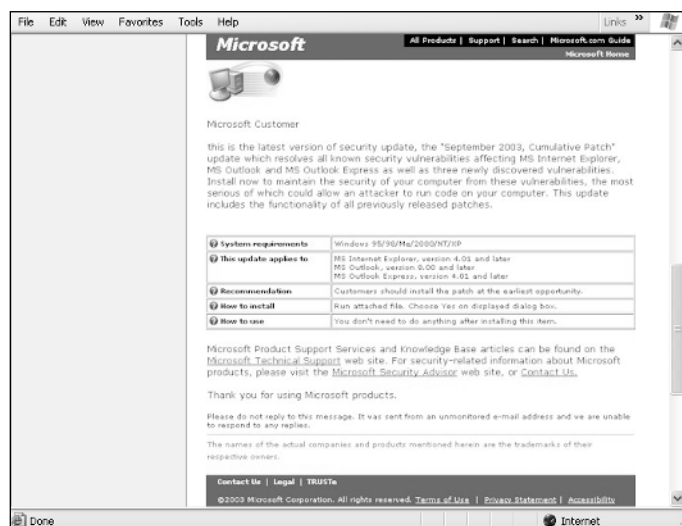 File Edit View Favorites Tools Help Links »
Microsoft All Products | Support | Search | Microsoft.com Guide
Microsoft Home
Microsoft Customer
this is the latest version of security update, the "September 2003, Cumulative Patch"
update which resolves all known security vulnerabilities affecting MS Internet Explorer,
MS Outlook and MS Outlook Express as well as three newly discovered vulnerabilities.
Install now to maintain the security of your computer from these vulnerabilities, the most
serious of which could allow an attacker to run code on your computer. This update
includes the functionality of all previously released patches.
System requirements Windows 95/98/Me/2000/NT/XP
This update applies to MS Internet Explorer, version 4.01 and later
MS Outlook, version 8.00 and later
MS Outlook Express, version 4.01 and later
Recommendation Customers should install the patch at the earliest opportunity.
How to install Run attached file. Choose Yes on displayed dialog box.
How to use You don't need to do anything after installing this item.
Microsoft Product Support Services and Knowledge Base articles can be found on the
Microsoft Technical Support web site. For security-related information about Microsoft
products, please visit the Microsoft Security Advisor web site, or Contact Us.
Thank you for using Microsoft products.
Please do not reply to this message. It was sent from an unmonitored e-mail address and we are unable
to respond to any replies.
The names of the actual companies and products mentioned herein are the trademarks of their
respective owners.
Contact Us | Legal | TRUSTe
©2003 Microsoft Corporation. All rights reserved. Terms of Use | Privacy Statement | Accessibility
Done Internet